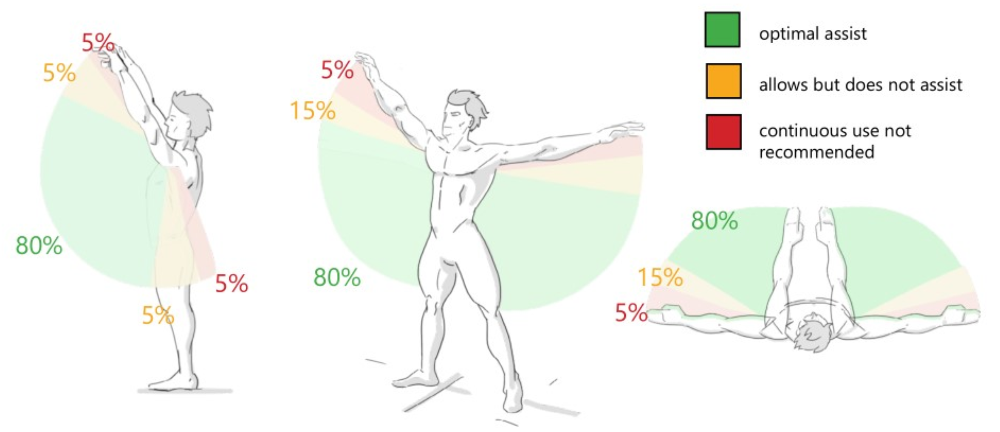 5%
5%
80%
5%
5%
5%
15%
80%
optimal assist
allows but does not assist
continuous use not
recommended
80%
15%
5%